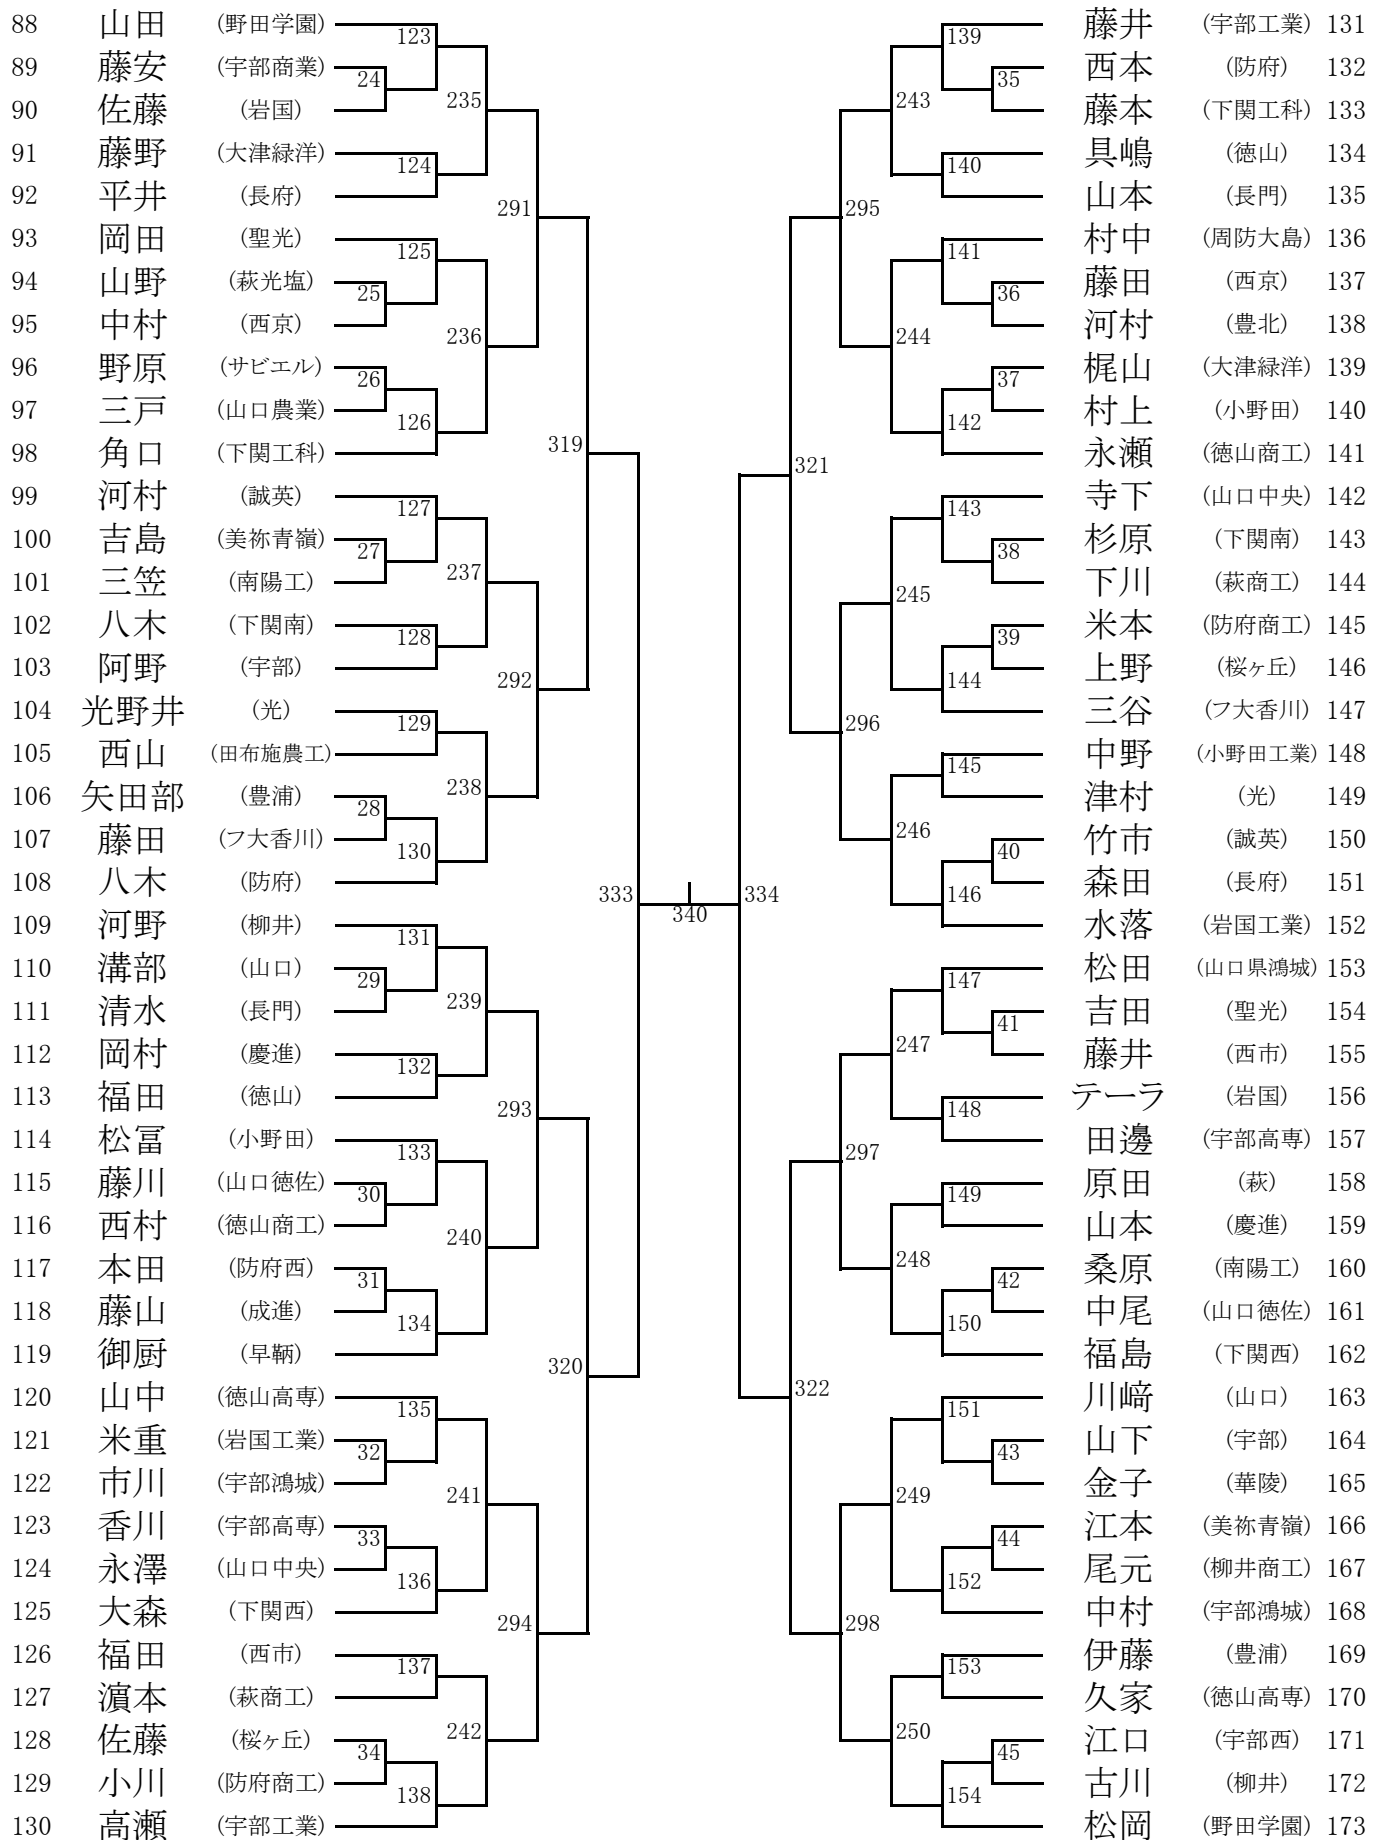 88 山田 (野田学園) 藤井 (宇部工業) 131
123 139
89 藤安 (宇部商業) 西本 (防府) 132
24 35
235 243
90 佐藤 (岩国) 藤本 (下関工科) 133
91 藤野 (大津緑洋) 具嶋 (徳山) 134
124 140
92 平井 (長府) 山本 (長門) 135
291 295
93 岡田 (聖光) 村中 (周防大島) 136
125 141
94 山野 (萩光塩) 藤田 (西京) 137
25 36
95 中村 (西京) 河村 (豊北) 138
236 244
96 野原 (サビエル) 梶山 (大津緑洋) 139
26 37
97 三戸 (山口農業) 村上 (小野田) 140
126 142
98 角口 (下関工科) 永瀬 (徳山商工) 141
319 321
99 河村 (誠英) 寺下 (山口中央) 142
127 143
100 吉島 (美祢青嶺) 杉原 (下関南) 143
27 38
237 245
101 三笠 (南陽工) 下川 (萩商工) 144
102 八木 (下関南) 米本 (防府商工) 145
128 39
103 阿野 (宇部) 上野 (桜ヶ丘) 146
292 144
104 光野井 (光) 三谷 (フ大香川) 147
129 296
105 西山 (田布施農工) 中野 (小野田工業) 148
145
106 矢田部 (豊浦) 津村 (光) 149
238
28 246
107 藤田 (フ大香川) 竹市 (誠英) 150
130 40
108 八木 (防府) 森田 (長府) 151
333 340 334 146
109 河野 (柳井) 水落 (岩国工業) 152
131
110 溝部 (山口) 松田 (山口県鴻城) 153
29 147
239
111 清水 (長門) 吉田 (聖光) 154
41
247
112 岡村 (慶進) 藤井 (西市) 155
132
113 福田 (徳山) テーラ (岩国) 156
293 148
114 松冨 (小野田) 田邊 (宇部高専) 157
133 297
115 藤川 (山口徳佐) 原田 (萩) 158
30 149
116 西村 (徳山商工) 山本 (慶進) 159
240 248
117 本田 (防府西) 桑原 (南陽工) 160
31 42
118 藤山 (成進) 中尾 (山口徳佐) 161
134 150
119 御厨 (早鞆) 福島 (下関西) 162
320 322
120 山中 (徳山高専) 川﨑 (山口) 163
135 151
121 米重 (岩国工業) 山下 (宇部) 164
32 43
122 市川 (宇部鴻城) 金子 (華陵) 165
241 249
123 香川 (宇部高専) 江本 (美祢青嶺) 166
33 44
124 永澤 (山口中央) 尾元 (柳井商工) 167
136 152
125 大森 (下関西) 中村 (宇部鴻城) 168
294 298
126 福田 (西市) 伊藤 (豊浦) 169
137 153
127 濵本 (萩商工) 久家 (徳山高専) 170
242 250
128 佐藤 (桜ヶ丘) 江口 (宇部西) 171
34 45
129 小川 (防府商工) 古川 (柳井) 172
138 154
130 高瀬 (宇部工業) 松岡 (野田学園) 173